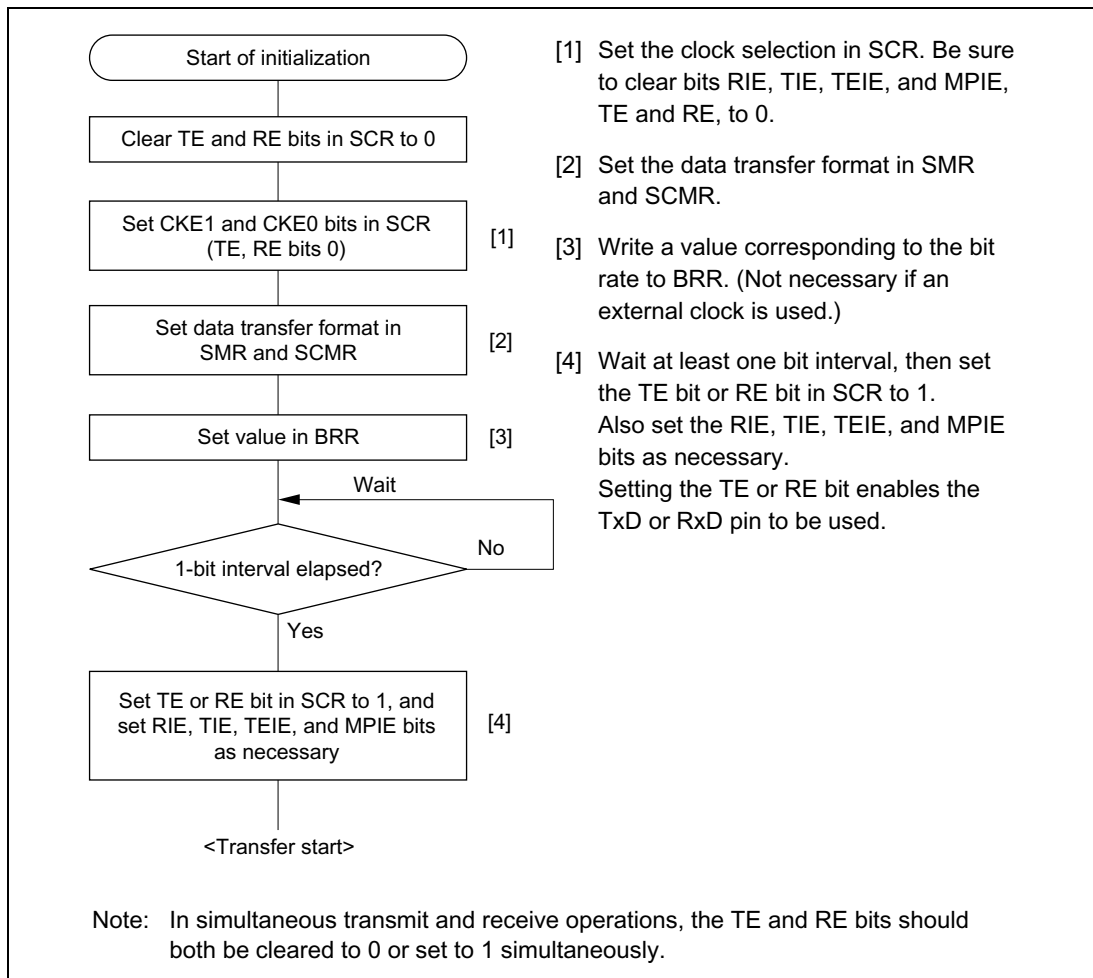 Start of initialization
Clear TE and RE bits in SCR to 0
Set CKE1 and CKE0 bits in SCR
(TE, RE bits 0)
[1]
Set data transfer format in
SMR and SCMR
[2]
Set value in BRR
[3]
Wait
No
1-bit interval elapsed?
Yes
Set TE or RE bit in SCR to 1, and
set RIE, TIE, TEIE, and MPIE bits
as necessary
[4]
<Transfer start>
[1] Set the clock selection in SCR. Be sure
to clear bits RIE, TIE, TEIE, and MPIE,
TE and RE, to 0.
[2] Set the data transfer format in SMR
and SCMR.
[3] Write a value corresponding to the bit
rate to BRR. (Not necessary if an
external clock is used.)
[4] Wait at least one bit interval, then set
the TE bit or RE bit in SCR to 1.
Also set the RIE, TIE, TEIE, and MPIE
bits as necessary.
Setting the TE or RE bit enables the
TxD or RxD pin to be used.
Note: In simultaneous transmit and receive operations, the TE and RE bits should
both be cleared to 0 or set to 1 simultaneously.